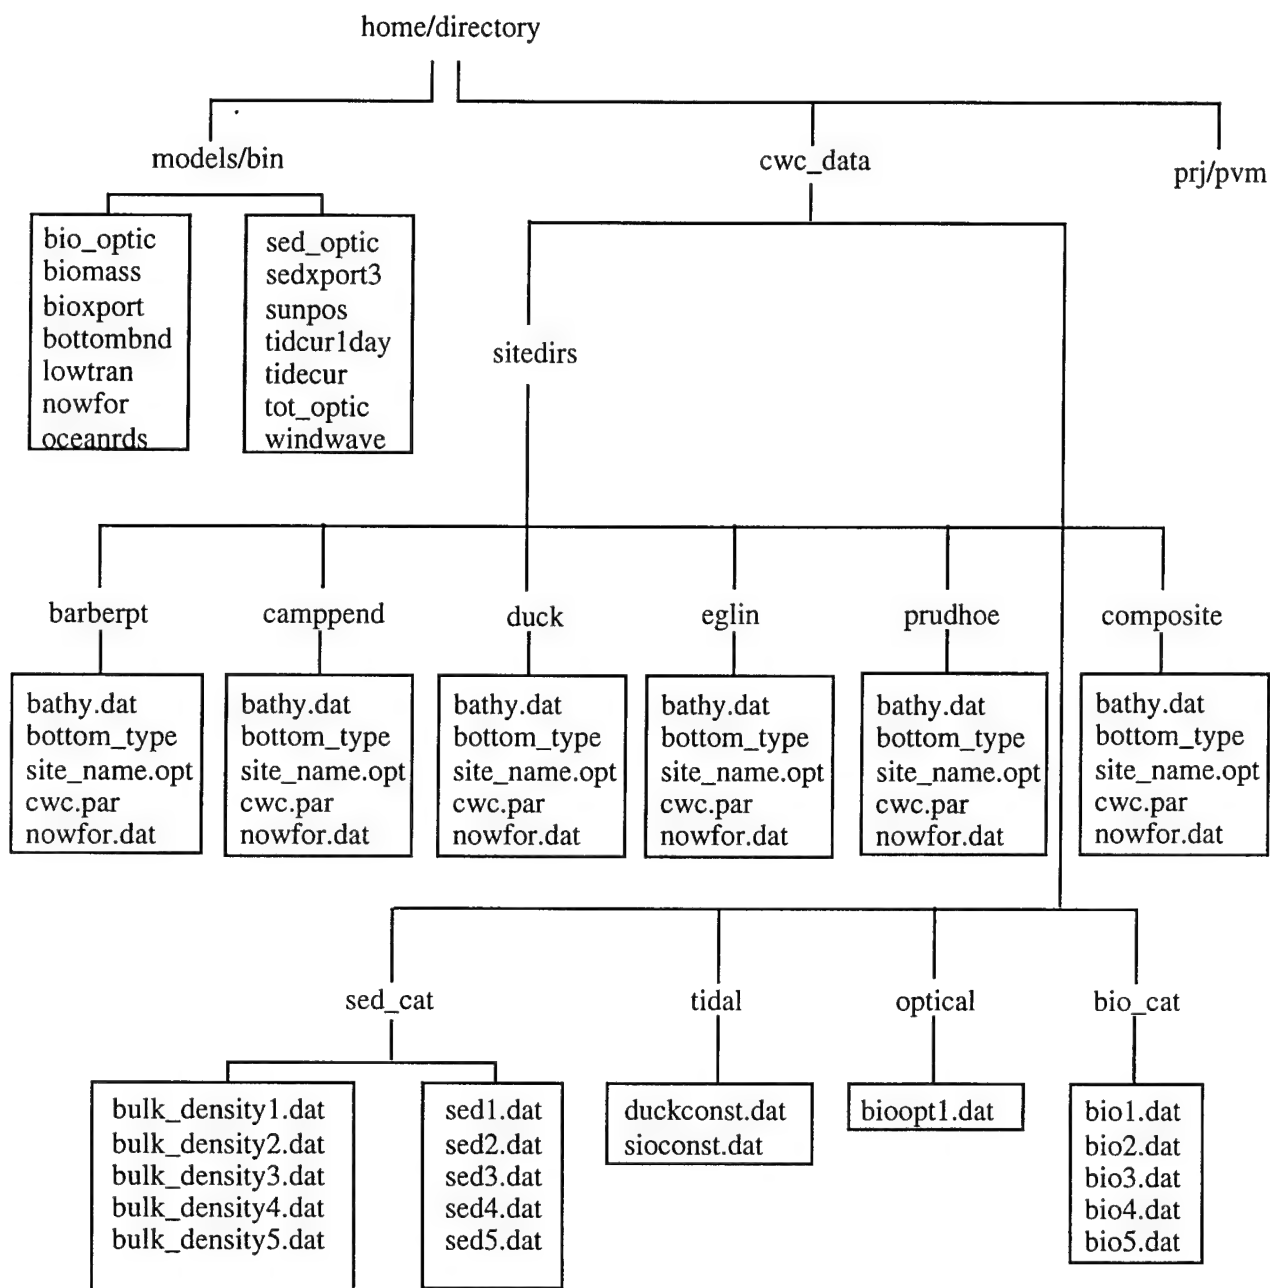 home/directory
models/bin
cwc_data
prj/pvm
bio_optic
biomass
bioxport
bottombnd
lowtran
nowfor
oceanrds
sed_optic
sedxport3
sunpos
tidcur1day
tidecur
tot_optic
windwave
sitedirs
barberpt
camppend
duck
eglin
prudhoe
composite
bathy.dat
bottom_type
site_name.opt
cwc.par
nowfor.dat
bathy.dat
bottom_type
site_name.opt
cwc.par
nowfor.dat
bathy.dat
bottom_type
site_name.opt
cwc.par
nowfor.dat
bathy.dat
bottom_type
site_name.opt
cwc.par
nowfor.dat
bathy.dat
bottom_type
site_name.opt
cwc.par
nowfor.dat
bathy.dat
bottom_type
site_name.opt
cwc.par
nowfor.dat
sed_cat
tidal
optical
bio_cat
bulk_density1.dat
bulk_density2.dat
bulk_density3.dat
bulk_density4.dat
bulk_density5.dat
sed1.dat
sed2.dat
sed3.dat
sed4.dat
sed5.dat
duckconst.dat
sioconst.dat
bioopt1.dat
bio1.dat
bio2.dat
bio3.dat
bio4.dat
bio5.dat